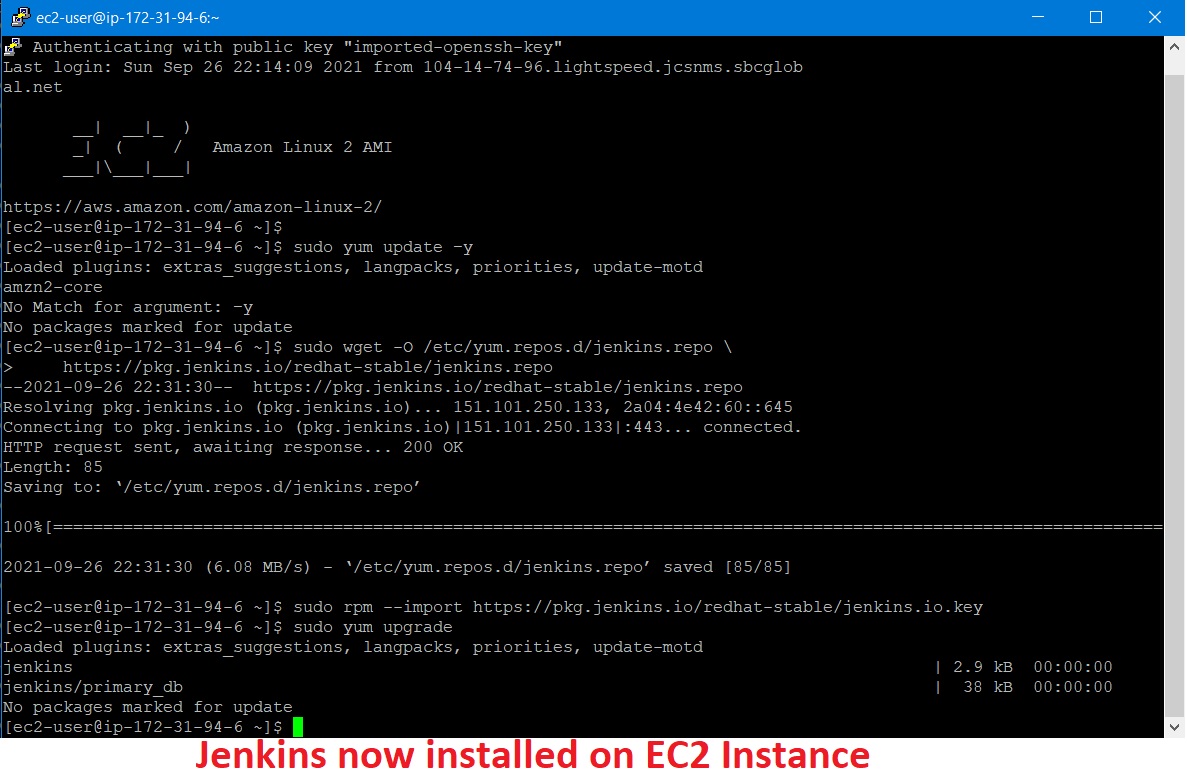 ec2-user@ip-172-31-94-6:~
Authenticating with public key "imported-openssh-key"
Last login: Sun Sep 26 22:14:09 2021 from 104-14-74-96.lightspeed.jcsnms.sbcglob
al.net
       __|  __|_  )
       _|  (     /   Amazon Linux 2 AMI
      ___|\___|___|
https://aws.amazon.com/amazon-linux-2/
[ec2-user@ip-172-31-94-6 ~]$
[ec2-user@ip-172-31-94-6 ~]$ sudo yum update –y
Loaded plugins: extras_suggestions, langpacks, priorities, update-motd
amzn2-core
No Match for argument: –y
No packages marked for update
[ec2-user@ip-172-31-94-6 ~]$ sudo wget -O /etc/yum.repos.d/jenkins.repo \
>     https://pkg.jenkins.io/redhat-stable/jenkins.repo
--2021-09-26 22:31:30--  https://pkg.jenkins.io/redhat-stable/jenkins.repo
Resolving pkg.jenkins.io (pkg.jenkins.io)... 151.101.250.133, 2a04:4e42:60::645
Connecting to pkg.jenkins.io (pkg.jenkins.io)|151.101.250.133|:443... connected.
HTTP request sent, awaiting response... 200 OK
Length: 85
Saving to: ‘/etc/yum.repos.d/jenkins.repo’
100%[===============================================================================================================
2021-09-26 22:31:30 (6.08 MB/s) - ‘/etc/yum.repos.d/jenkins.repo’ saved [85/85]
[ec2-user@ip-172-31-94-6 ~]$ sudo rpm --import https://pkg.jenkins.io/redhat-stable/jenkins.io.key
[ec2-user@ip-172-31-94-6 ~]$ sudo yum upgrade
Loaded plugins: extras_suggestions, langpacks, priorities, update-motd
jenkins | 2.9 kB  00:00:00
jenkins/primary_db |  38 kB  00:00:00
No packages marked for update
[ec2-user@ip-172-31-94-6 ~]$
Jenkins now installed on EC2 Instance